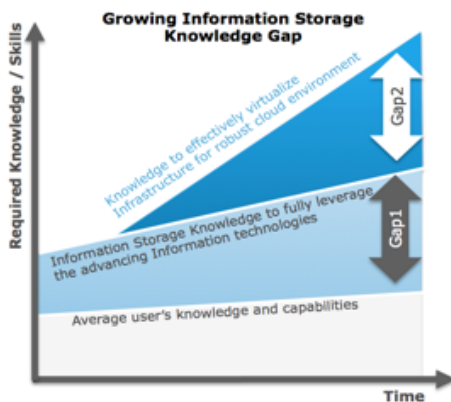 Growing Information Storage
Knowledge Gap
Required Knowledge / Skills
Knowledge to effectively virtualize
Infrastructure for robust cloud environment
Gap2
Information Storage Knowledge to fully leverage
the advancing Information technologies
Gap1
Average user's knowledge and capabilities
Time